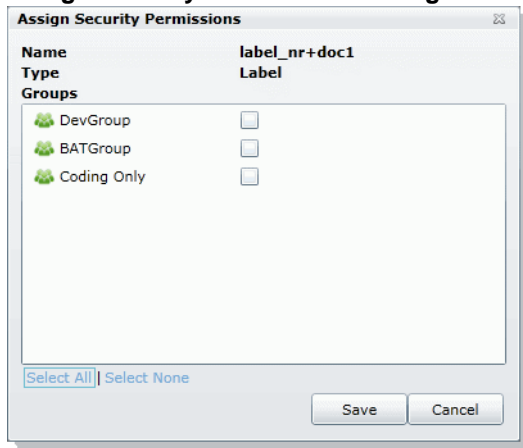 Assign Security Permissions
Name label_nr+doc1
Type Label
Groups
DevGroup
BATGroup
Coding Only
Select All | Select None
Save Cancel